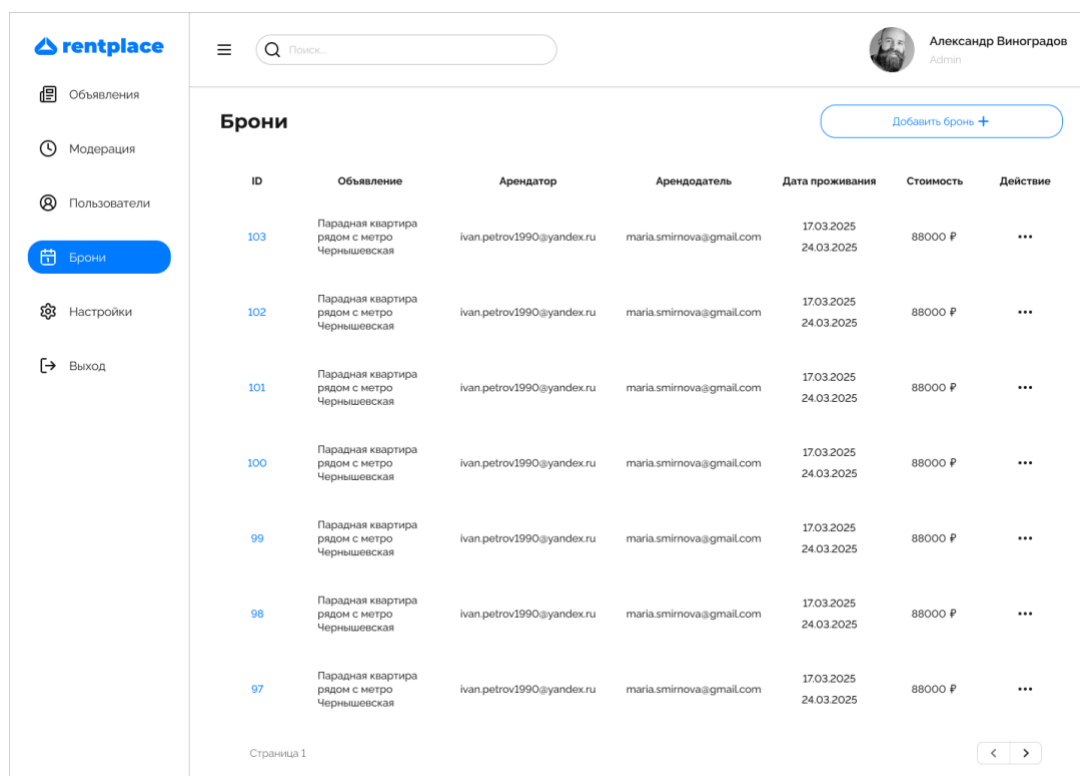 rentplace
Поиск...
Александр Виноградов
Admin
Объявления
Модерация
Пользователи
Брони
Настройки
Выход
Брони
Добавить бронь +
ID Объявление Арендатор Арендодатель Дата проживания Стоимость Действие
103 Парадная квартира рядом с метро Чернышевская ivan.petrov1990@yandex.ru maria.smirnova@gmail.com 17.03.2025 24.03.2025 88000 ₽ ...
102 Парадная квартира рядом с метро Чернышевская ivan.petrov1990@yandex.ru maria.smirnova@gmail.com 17.03.2025 24.03.2025 88000 ₽ ...
101 Парадная квартира рядом с метро Чернышевская ivan.petrov1990@yandex.ru maria.smirnova@gmail.com 17.03.2025 24.03.2025 88000 ₽ ...
100 Парадная квартира рядом с метро Чернышевская ivan.petrov1990@yandex.ru maria.smirnova@gmail.com 17.03.2025 24.03.2025 88000 ₽ ...
99 Парадная квартира рядом с метро Чернышевская ivan.petrov1990@yandex.ru maria.smirnova@gmail.com 17.03.2025 24.03.2025 88000 ₽ ...
98 Парадная квартира рядом с метро Чернышевская ivan.petrov1990@yandex.ru maria.smirnova@gmail.com 17.03.2025 24.03.2025 88000 ₽ ...
97 Парадная квартира рядом с метро Чернышевская ivan.petrov1990@yandex.ru maria.smirnova@gmail.com 17.03.2025 24.03.2025 88000 ₽ ...
Страница 1